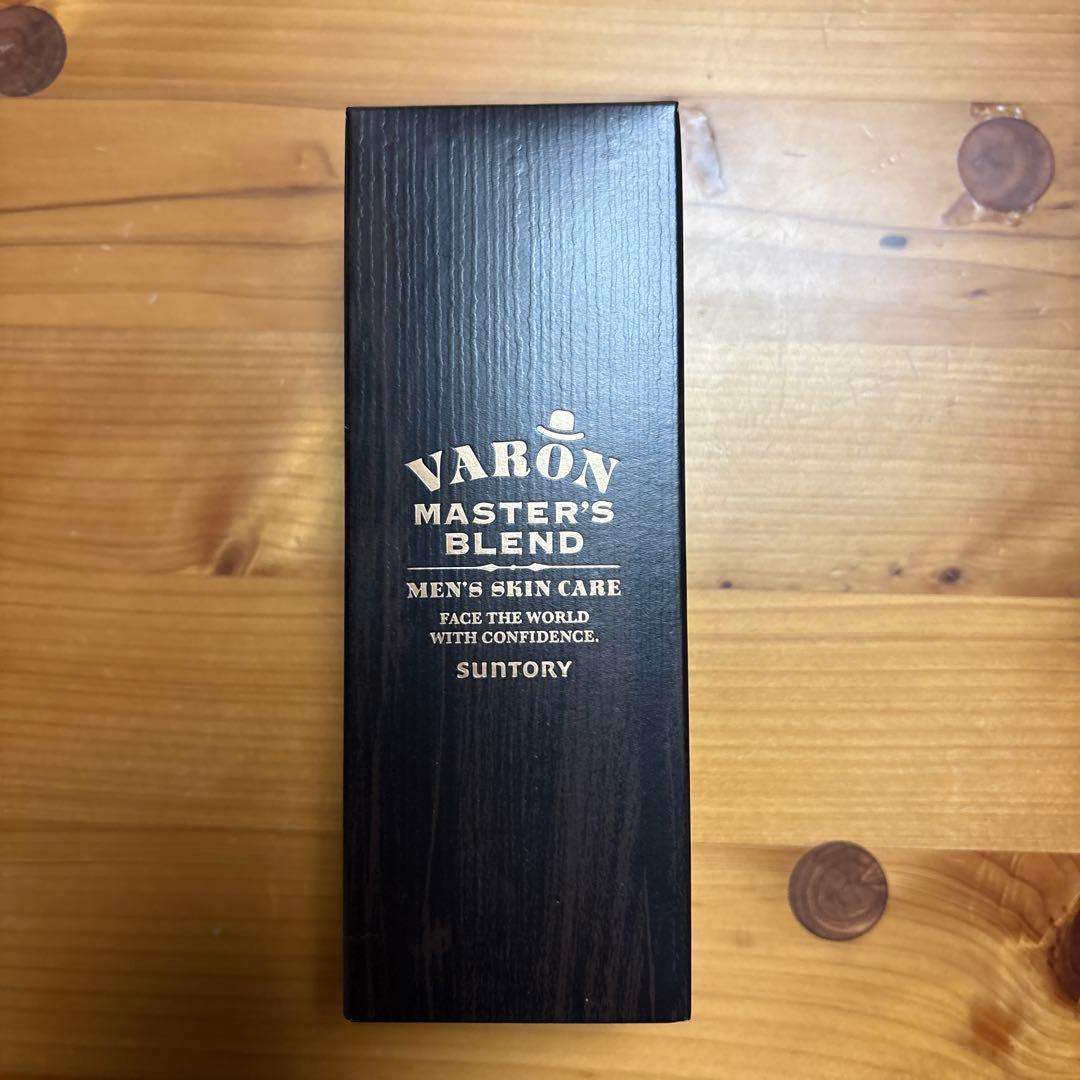 VARON
MASTER'S
BLEND
MEN'S SKIN CARE
FACE THE WORLD
WITH CONFIDENCE.
SUNTORY